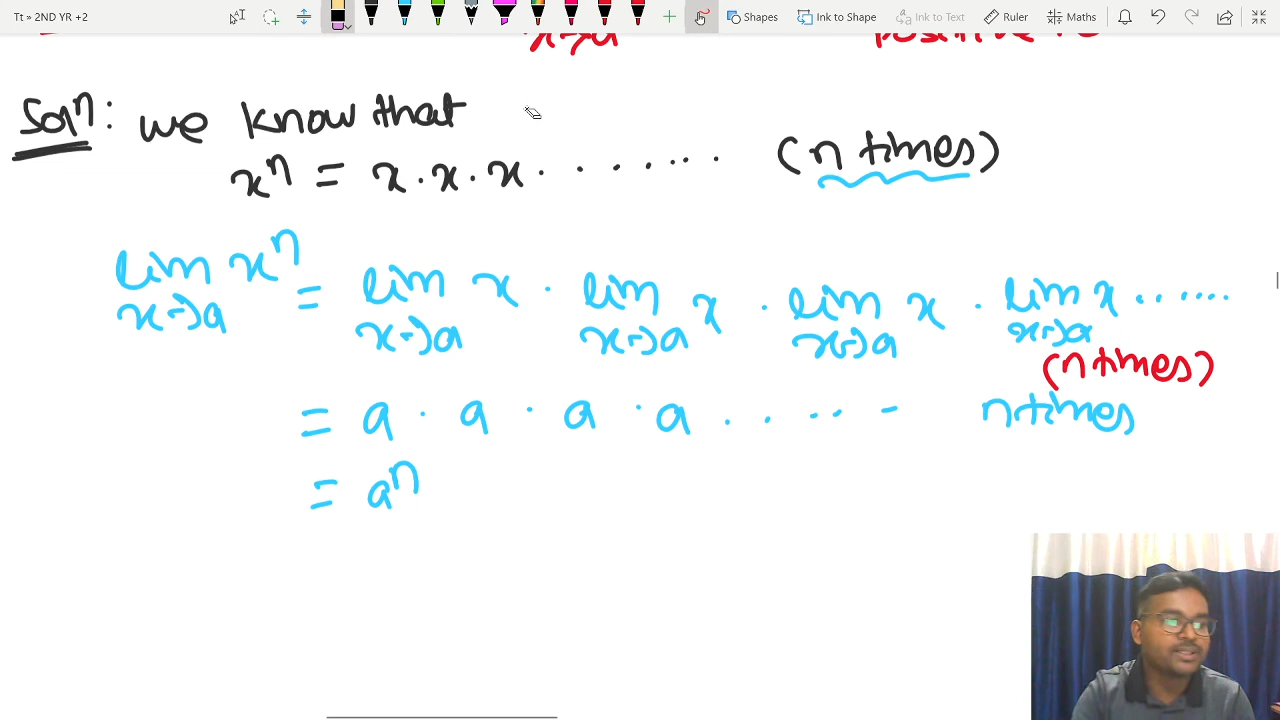 Tt » 2ND YR +2
Shapes
Ink to Shape
Ink to Text
Ruler
Maths
x→a
Solⁿ: we know that
xⁿ = x . x . x . . . . . . . . (n times)
lim xⁿ = lim x . lim x . lim x . lim x . . . . . .
x→a x→a x→a x→a x→a
(n times)
= a . a . a . a . . . . . - n times
= aⁿ